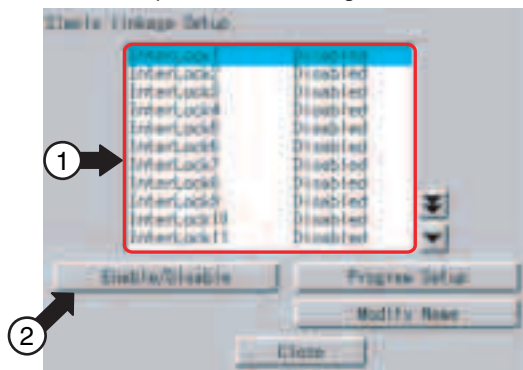 Simple linkage Setup
InterLock1 Disabled
InterLock2 Disabled
InterLock3 Disabled
InterLock4 Disabled
InterLock5 Disabled
InterLock6 Disabled
InterLock7 Disabled
InterLock8 Disabled
InterLock9 Disabled
InterLock10 Disabled
InterLock11 Disabled
1
Enable/Disable Program Setup
2
Modify Name
Close